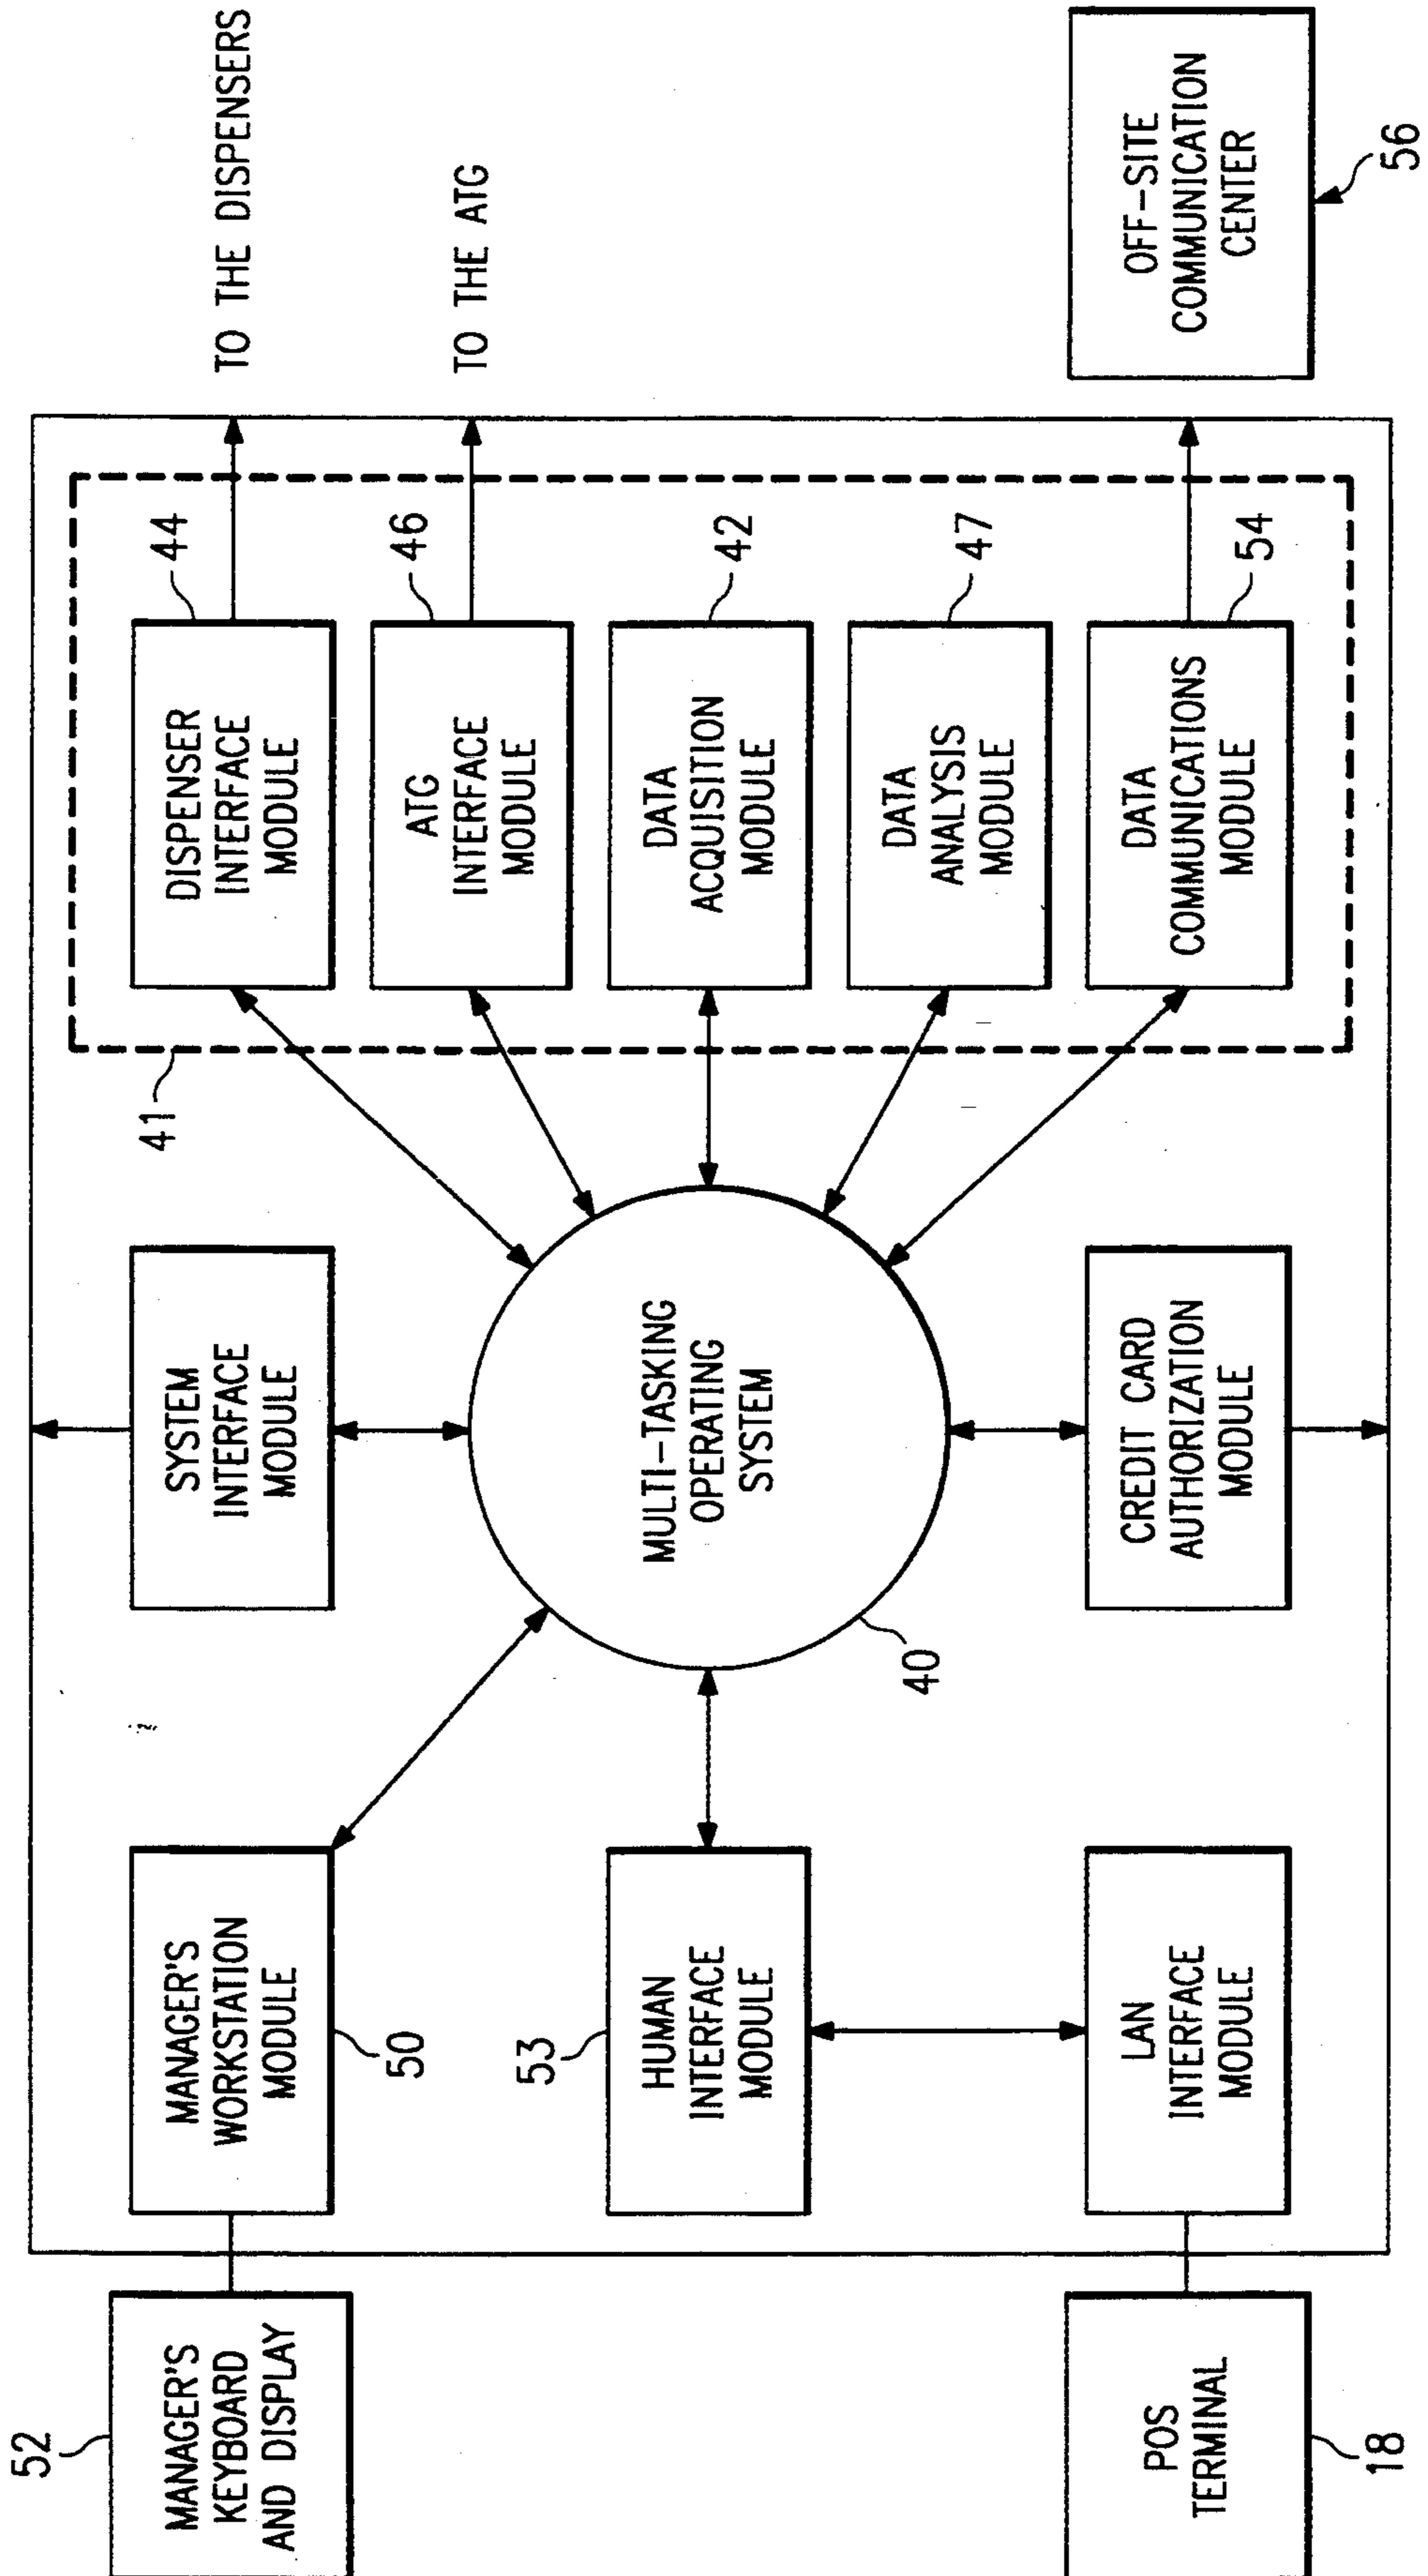 52
MANAGER'S
KEYBOARD
AND DISPLAY
MANAGER'S
WORKSTATION
MODULE
50
SYSTEM
INTERFACE
MODULE
41
DISPENSER
INTERFACE
MODULE
44
TO THE DISPENSERS
ATG
INTERFACE
MODULE
46
TO THE ATG
53
HUMAN
INTERFACE
MODULE
MULTI-TASKING
OPERATING
SYSTEM
40
DATA
ACQUISITION
MODULE
42
DATA
ANALYSIS
MODULE
47
POS
TERMINAL
18
LAN
INTERFACE
MODULE
CREDIT CARD
AUTHORIZATION
MODULE
DATA
COMMUNICATIONS
MODULE
54
OFF-SITE
COMMUNICATION
CENTER
56